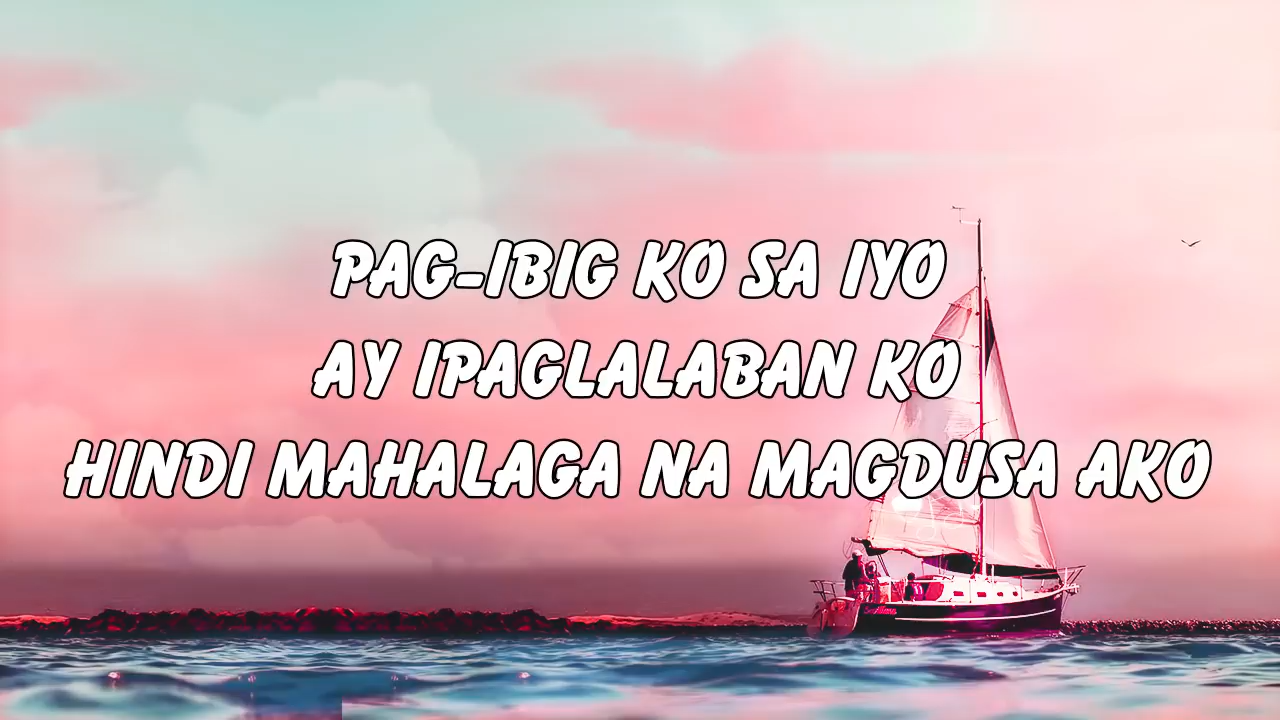 PAG-IBIG KO SA IYO
AY IPAGLALABAN KO
HINDI MAHALAGA NA MAGDUSA AKO